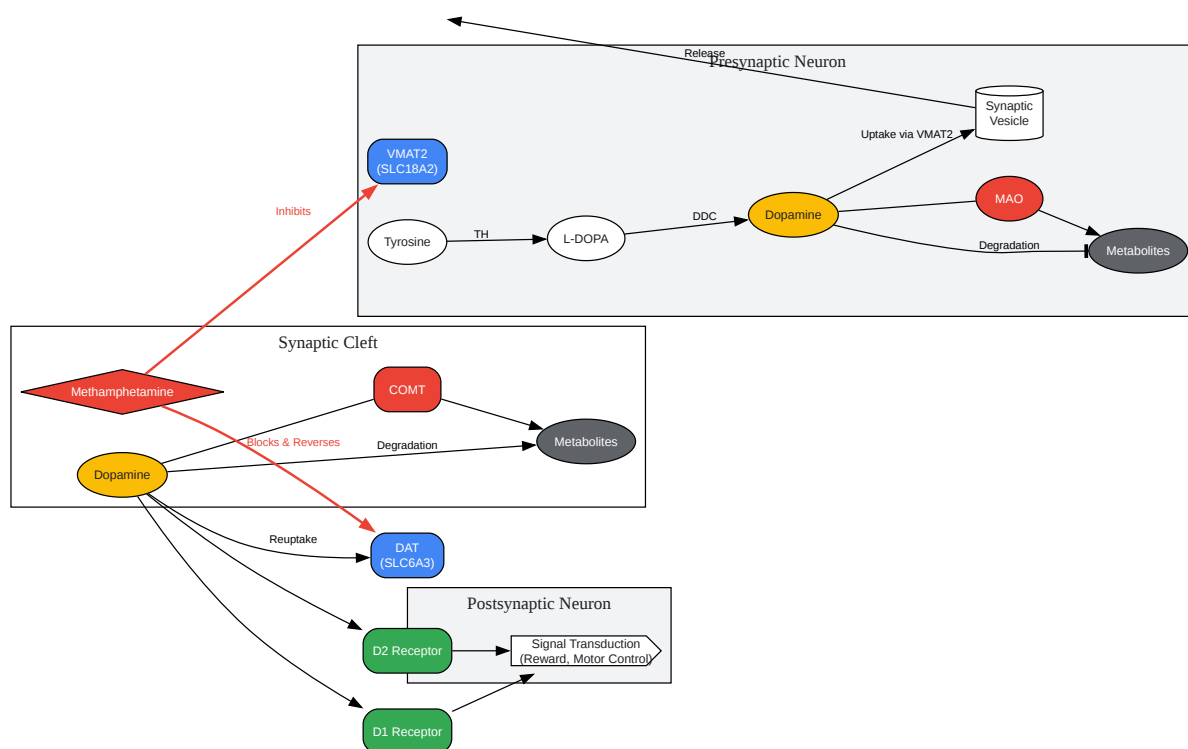 Release
Presynaptic Neuron
Synaptic
Vesicle
Uptake via VMAT2
VMAT2
(SLC18A2)
MAO
Inhibits
Dopamine
DDC
TH
Tyrosine
L-DOPA
Degradation
Metabolites
Synaptic Cleft
Methamphetamine
COMT
Blocks & Reverses
Degradation
Metabolites
Dopamine
Reuptake
DAT
(SLC6A3)
Postsynaptic Neuron
D2 Receptor
Signal Transduction
(Reward, Motor Control)
D1 Receptor